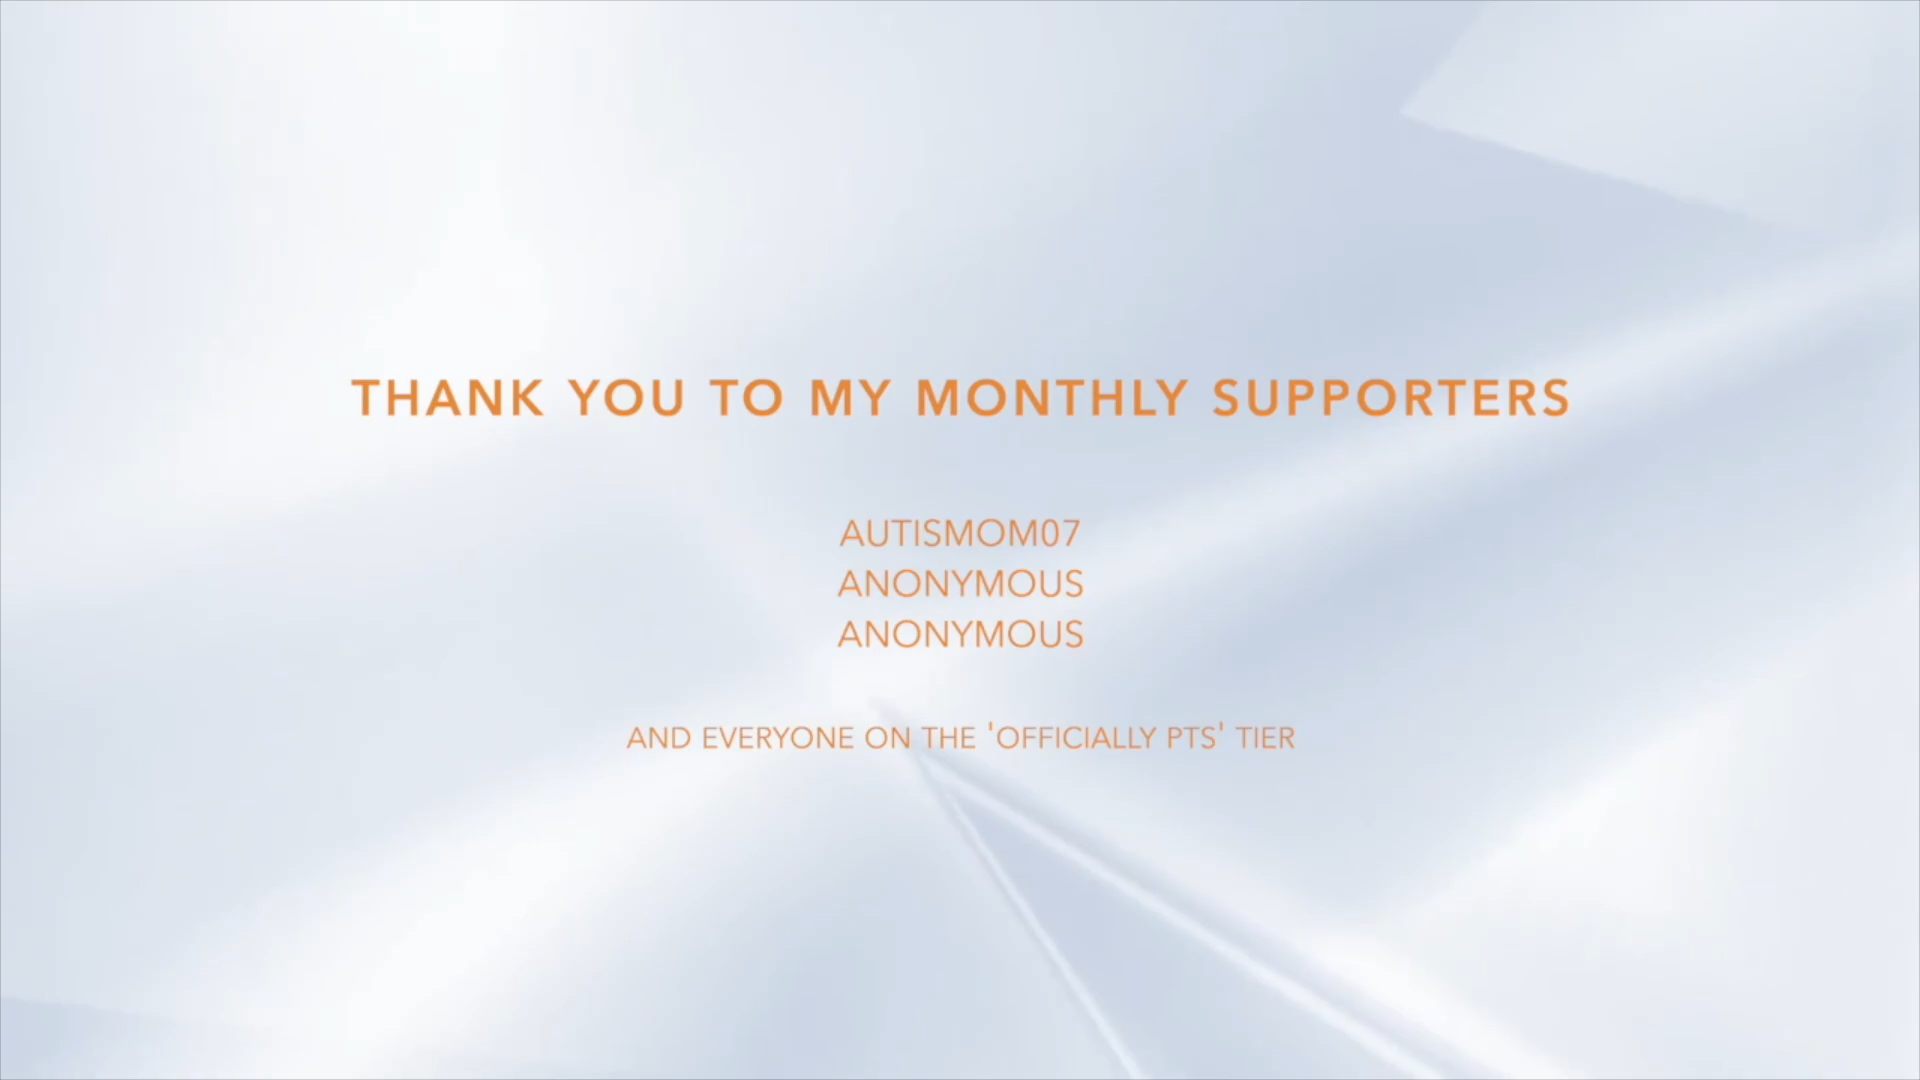 THANK YOU TO MY MONTHLY SUPPORTERS
AUTISMOM07
ANONYMOUS
ANONYMOUS
AND EVERYONE ON THE 'OFFICIALLY PTS' TIER